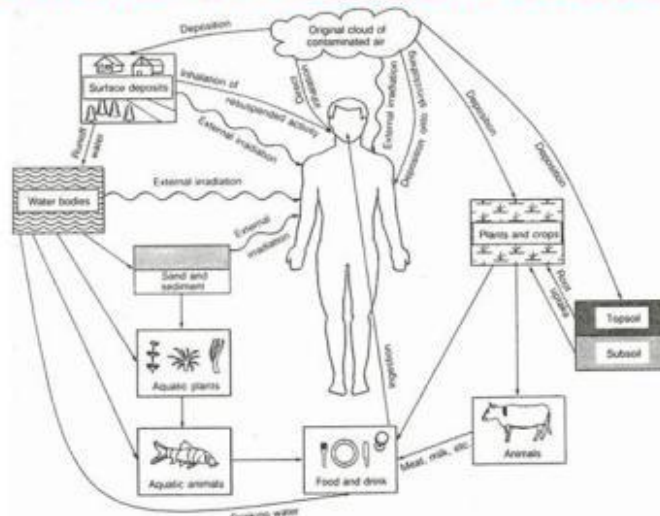 Deposition
Original cloud of
contaminated air
Surface deposits
Inhalation of
resuspended activity
Direct
inhalation
External irradiation
Deposition onto
skin/clothing
Deposition
Deposition
External irradiation
Runoff
water
Water bodies
External irradiation
External
irradiation
Sand and
sediment
Plants and crops
Root
uptake
Topsoil
Subsoil
Aquatic plants
Ingestion
Aquatic animals
Food and drink
Meat, milk, etc.
Animals
Drinking water